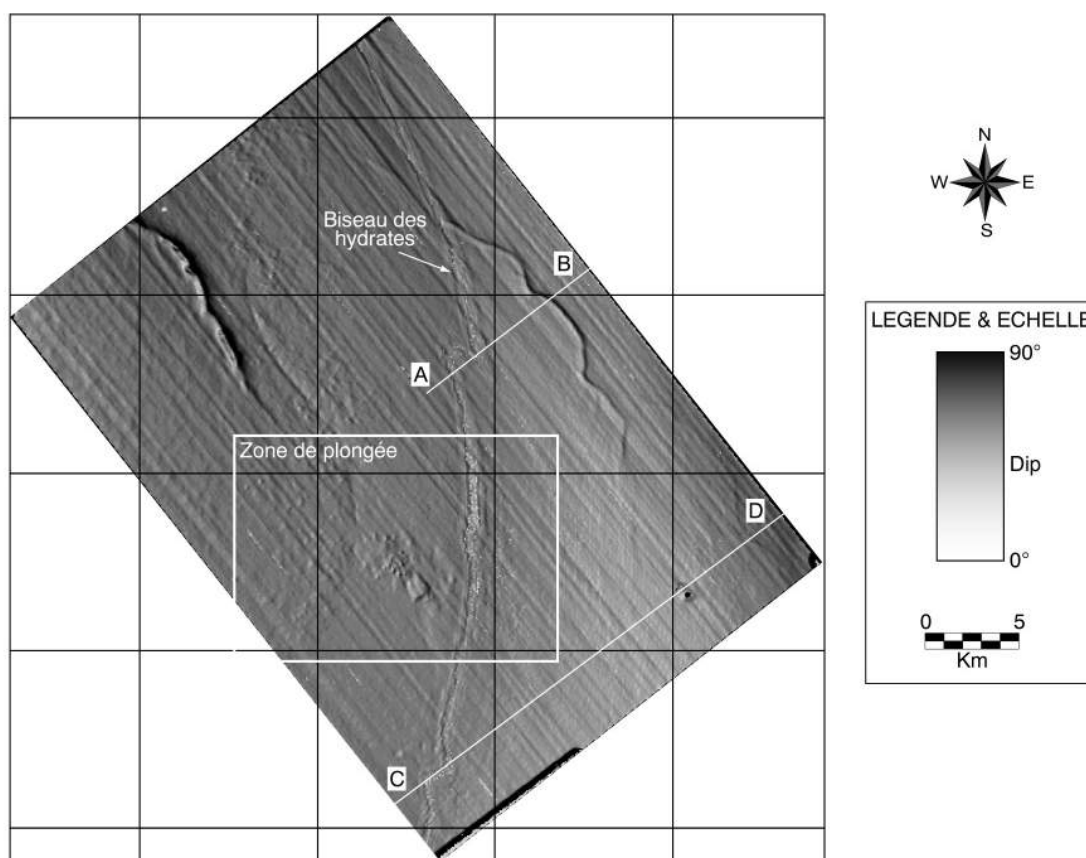 N
W
E
S
Biseau des
hydrates
B
A
LEGENDE & ECHELLE
90°
Dip
0°
0
5
Km
Zone de plongée
D
C